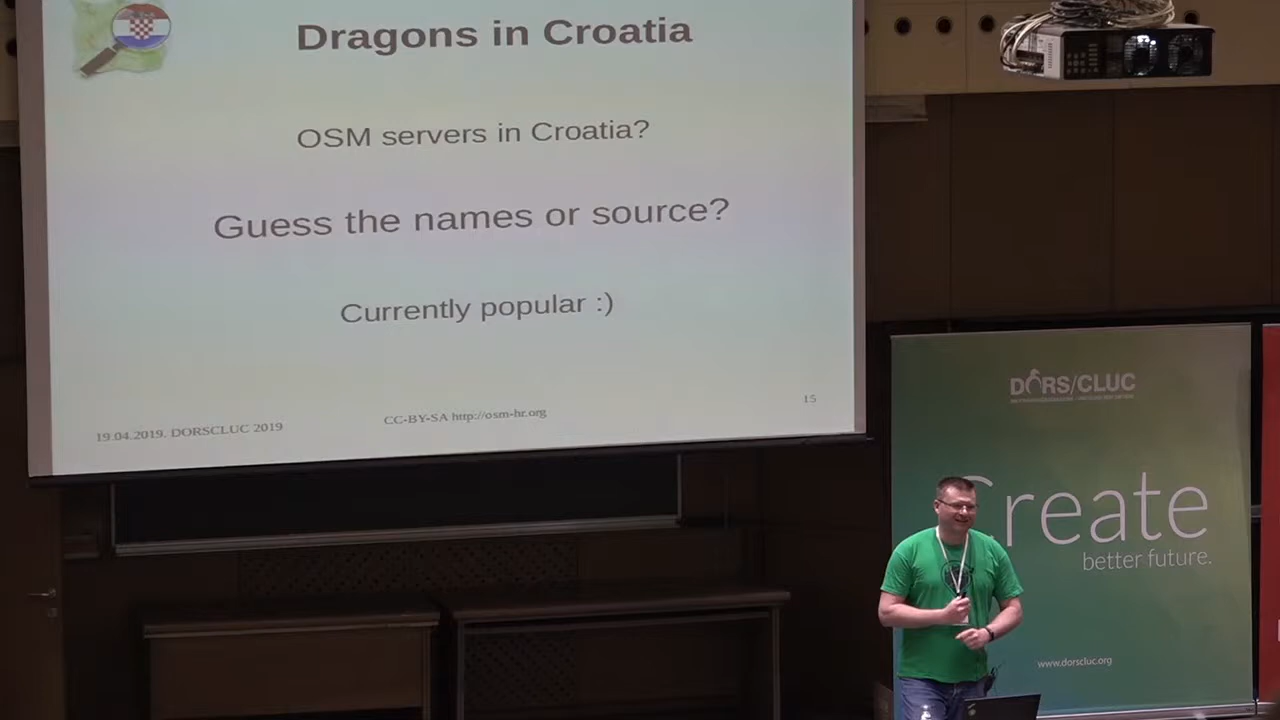 Dragons in Croatia
OSM servers in Croatia?
Guess the names or source?
Currently popular :)
19.04.2019. DORSCLUC 2019
CC-BY-SA http://osm-hr.org
15
DORS/CLUC
Create
better future.
www.dorscluc.org